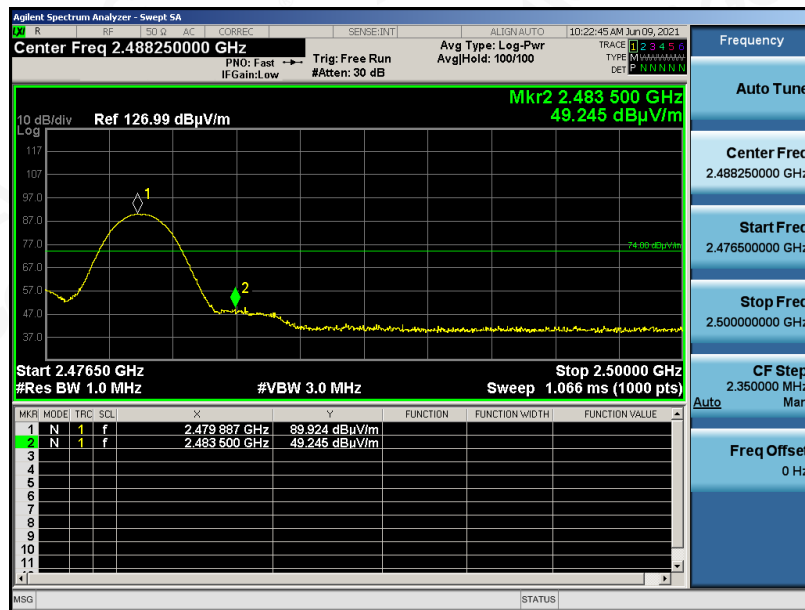 Agilent Spectrum Analyzer - Swept SA
LXI R RF 50 Ω AC CORREC SENSE:INT ALIGN AUTO 10:22:45 AM Jun 09, 2021
Center Freq 2.488250000 GHz
PNO: Fast
IFGain:Low
Trig: Free Run
#Atten: 30 dB
Avg Type: Log-Pwr
Avg|Hold: 100/100
TRACE 1 2 3 4 5 6
TYPE M
DET P N N N N N
Mkr2 2.483 500 GHz
49.245 dBµV/m
10 dB/div
Log
Ref 126.99 dBµV/m
117
107
97.0
87.0
77.0
67.0
57.0
47.0
37.0
1
2
74.00 dBµV/m
Start 2.47650 GHz
Stop 2.50000 GHz
#Res BW 1.0 MHz
#VBW 3.0 MHz
Sweep 1.066 ms (1000 pts)
MKR MODE TRC SCL X Y FUNCTION FUNCTION WIDTH FUNCTION VALUE
1 N 1 f 2.479 887 GHz 89.924 dBµV/m
2 N 1 f 2.483 500 GHz 49.245 dBµV/m
3
4
5
6
7
8
9
10
11
MSG
STATUS
Frequency
Auto Tune
Center Freq
2.488250000 GHz
Start Freq
2.476500000 GHz
Stop Freq
2.500000000 GHz
CF Step
2.350000 MHz
Auto Man
Freq Offset
0 Hz